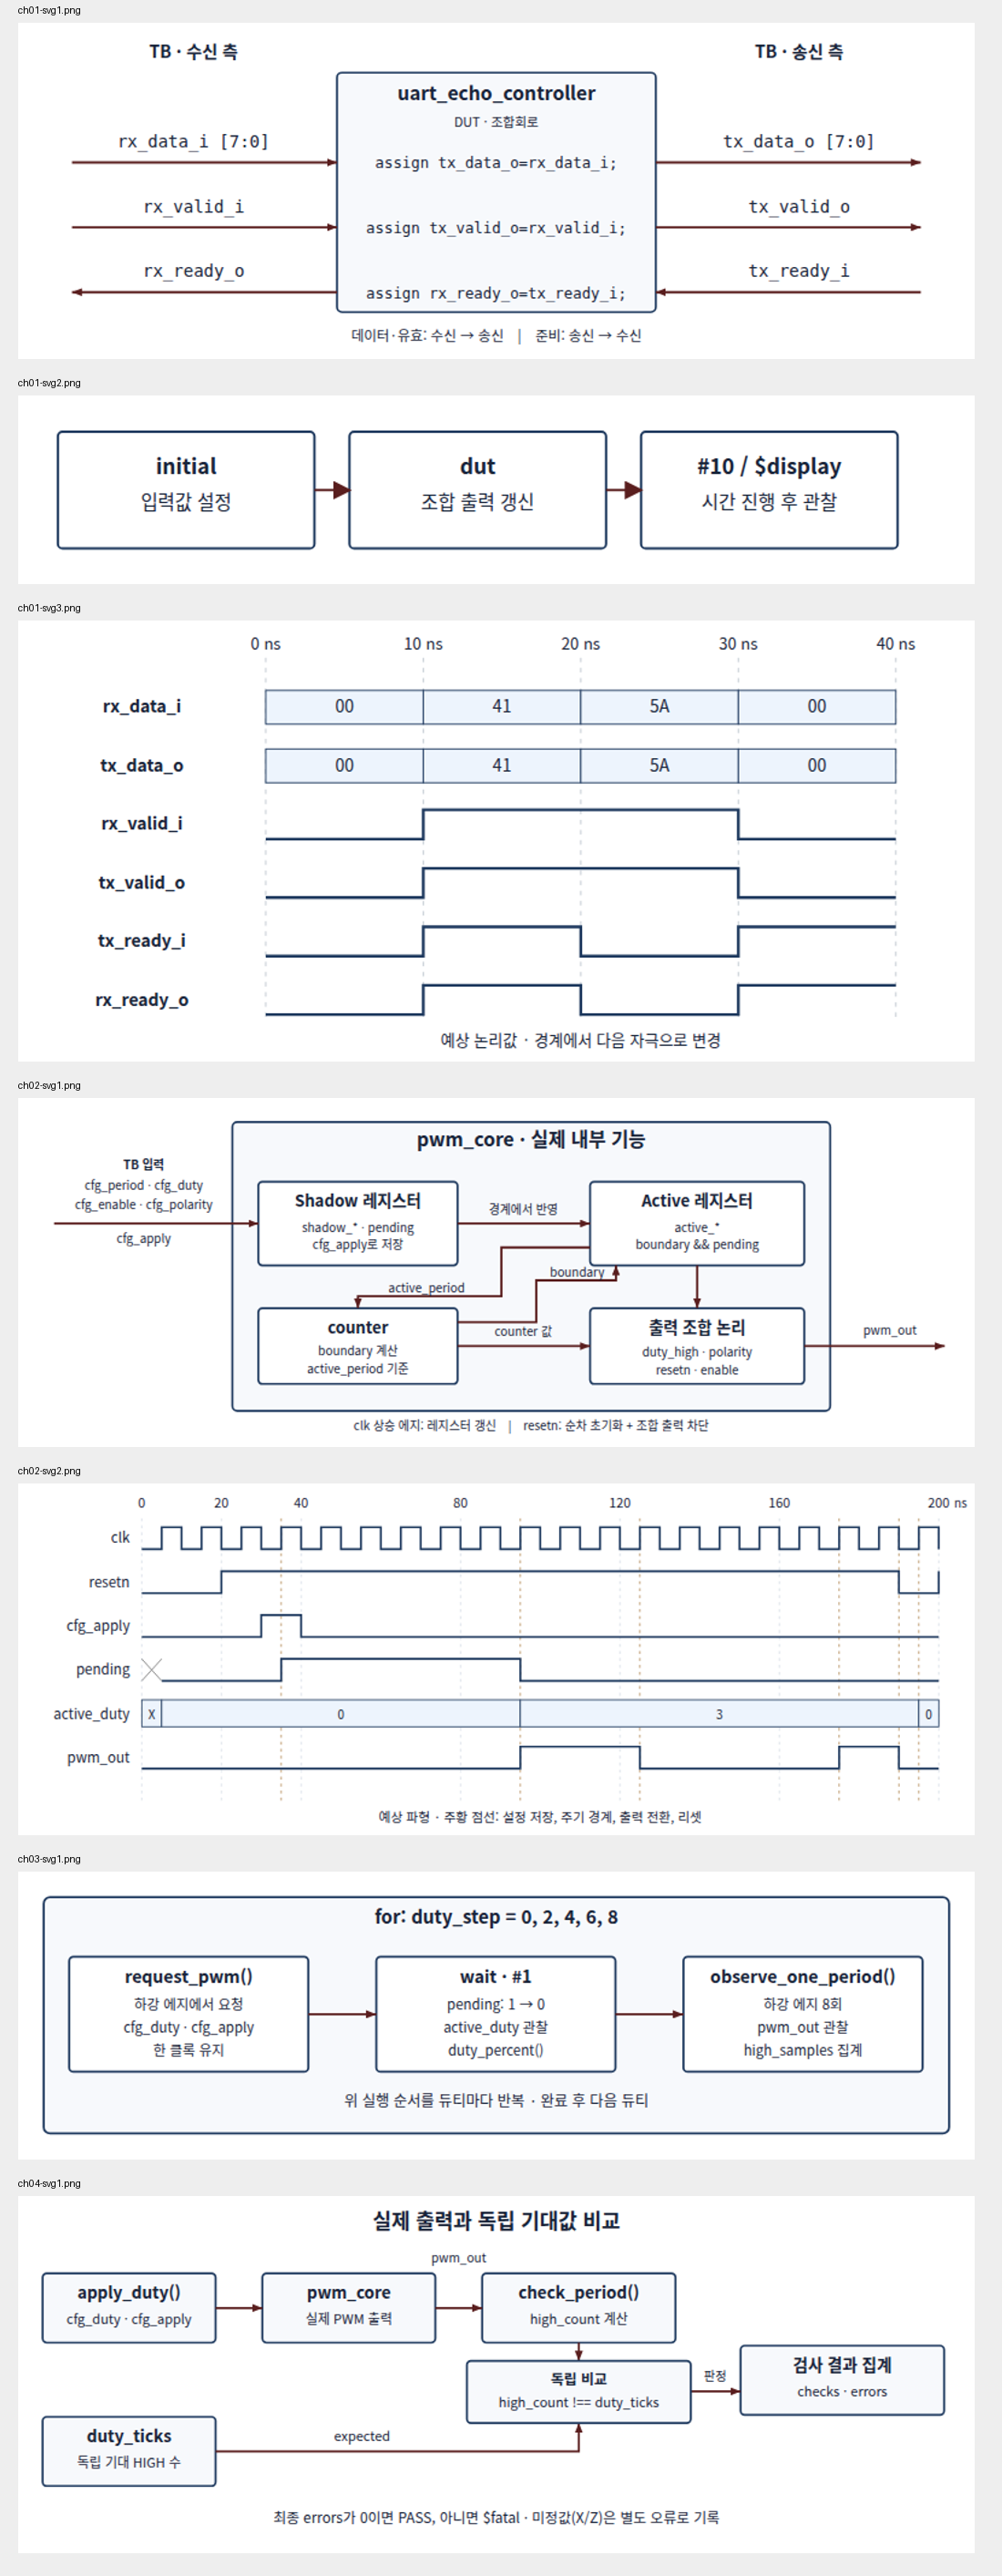 ch01-svg1.png
TB · 수신 측
TB · 송신 측
uart_echo_controller
DUT · 조합회로
rx_data_i [7:0]
assign tx_data_o=rx_data_i;
tx_data_o [7:0]
rx_valid_i
assign tx_valid_o=rx_valid_i;
tx_valid_o
rx_ready_o
assign rx_ready_o=tx_ready_i;
tx_ready_i
데이터·유효: 수신 → 송신 | 준비: 송신 → 수신
ch01-svg2.png
initial
입력값 설정
dut
조합 출력 갱신
#10 / $display
시간 진행 후 관찰
ch01-svg3.png
0 ns 10 ns 20 ns 30 ns 40 ns
rx_data_i 00 41 5A 00
tx_data_o 00 41 5A 00
rx_valid_i
tx_valid_o
tx_ready_i
rx_ready_o
예상 논리값 · 경계에서 다음 자극으로 변경
ch02-svg1.png
pwm_core · 실제 내부 기능
TB 입력
cfg_period · cfg_duty
cfg_enable · cfg_polarity
cfg_apply
Shadow 레지스터
shadow_* · pending
cfg_apply로 저장
경계에서 반영
Active 레지스터
active_*
boundary && pending
boundary
active_period
counter
boundary 계산
active_period 기준
counter 값
출력 조합 논리
duty_high · polarity
resetn · enable
pwm_out
clk 상승 에지: 레지스터 갱신 | resetn: 순차 초기화 + 조합 출력 차단
ch02-svg2.png
0 20 40 80 120 160 200 ns
clk
resetn
cfg_apply
pending
active_duty X 0 3 0
pwm_out
예상 파형 · 주황 점선: 설정 저장, 주기 경계, 출력 전환, 리셋
ch03-svg1.png
for: duty_step = 0, 2, 4, 6, 8
request_pwm()
하강 에지에서 요청
cfg_duty · cfg_apply
한 클록 유지
wait · #1
pending: 1 → 0
active_duty 관찰
duty_percent()
observe_one_period()
하강 에지 8회
pwm_out 관찰
high_samples 집계
위 실행 순서를 듀티마다 반복 · 완료 후 다음 듀티
ch04-svg1.png
실제 출력과 독립 기대값 비교
pwm_out
apply_duty()
cfg_duty · cfg_apply
pwm_core
실제 PWM 출력
check_period()
high_count 계산
독립 비교
high_count !== duty_ticks
판정
검사 결과 집계
checks · errors
duty_ticks
독립 기대 HIGH 수
expected
최종 errors가 0이면 PASS, 아니면 $fatal · 미정값(X/Z)은 별도 오류로 기록